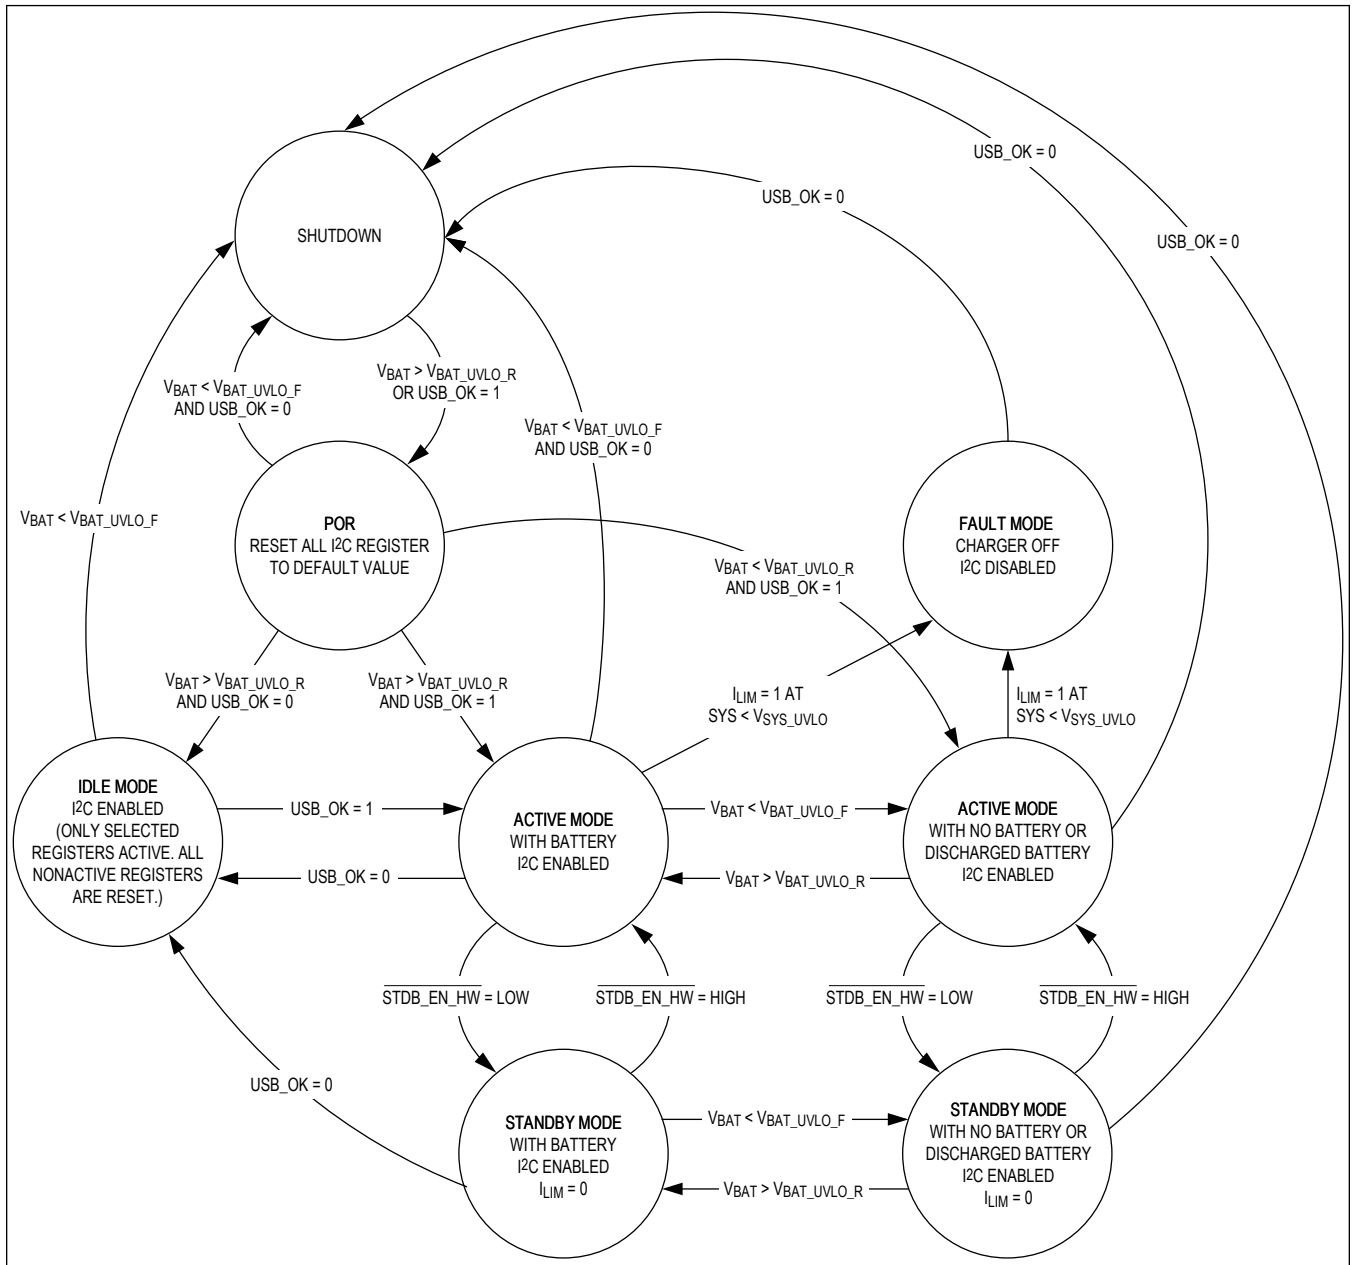 USB_OK = 0
USB_OK = 0
USB_OK = 0
SHUTDOWN
VBAT < VBAT_UVLO_F
AND USB_OK = 0
VBAT > VBAT_UVLO_R
OR USB_OK = 1
VBAT < VBAT_UVLO_F
AND USB_OK = 0
VBAT < VBAT_UVLO_F
POR
RESET ALL I2C REGISTER
TO DEFAULT VALUE
VBAT < VBAT_UVLO_R
AND USB_OK = 1
FAULT MODE
CHARGER OFF
I2C DISABLED
VBAT > VBAT_UVLO_R
AND USB_OK = 0
VBAT > VBAT_UVLO_R
AND USB_OK = 1
ILIM = 1 AT
SYS < VSYS_UVLO
ILIM = 1 AT
SYS < VSYS_UVLO
IDLE MODE
I2C ENABLED
(ONLY SELECTED
REGISTERS ACTIVE. ALL
NONACTIVE REGISTERS
ARE RESET.)
USB_OK = 1
USB_OK = 0
ACTIVE MODE
WITH BATTERY
I2C ENABLED
VBAT < VBAT_UVLO_F
VBAT > VBAT_UVLO_R
ACTIVE MODE
WITH NO BATTERY OR
DISCHARGED BATTERY
I2C ENABLED
STDB_EN_HW = LOW
STDB_EN_HW = HIGH
STDB_EN_HW = LOW
STDB_EN_HW = HIGH
USB_OK = 0
STANDBY MODE
WITH BATTERY
I2C ENABLED
ILIM = 0
VBAT < VBAT_UVLO_F
VBAT > VBAT_UVLO_R
STANDBY MODE
WITH NO BATTERY OR
DISCHARGED BATTERY
I2C ENABLED
ILIM = 0